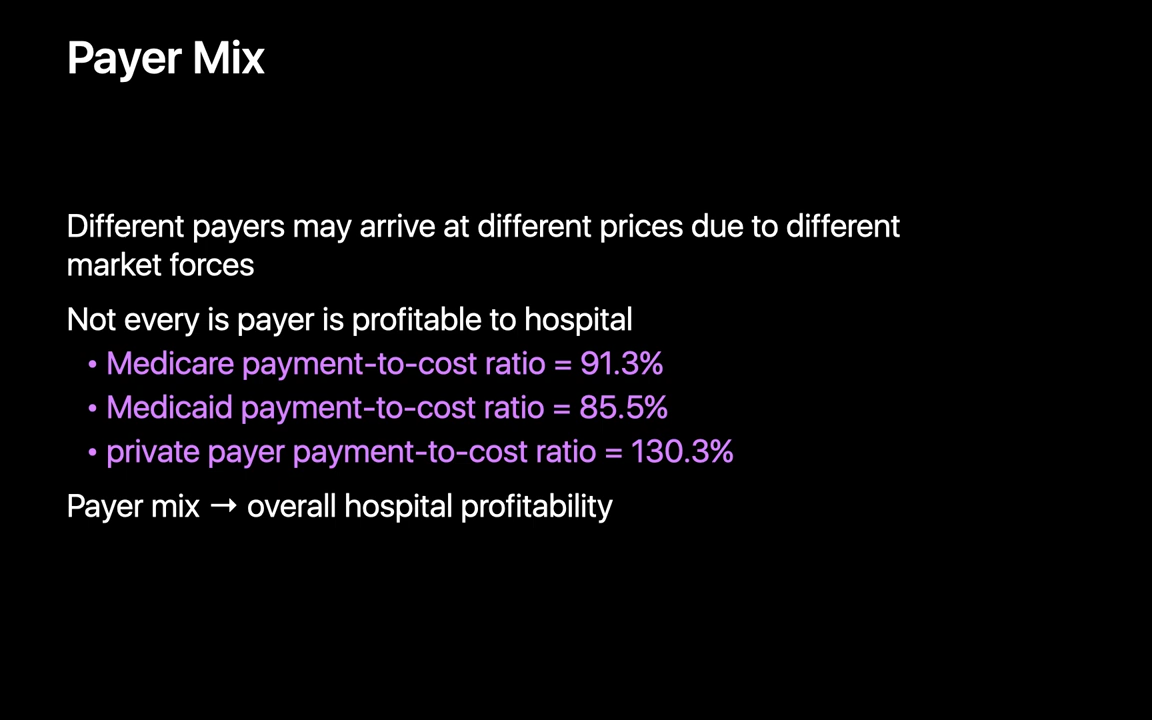 Payer Mix
Different payers may arrive at different prices due to different
market forces
Not every is payer is profitable to hospital
• Medicare payment-to-cost ratio = 91.3%
• Medicaid payment-to-cost ratio = 85.5%
• private payer payment-to-cost ratio = 130.3%
Payer mix → overall hospital profitability